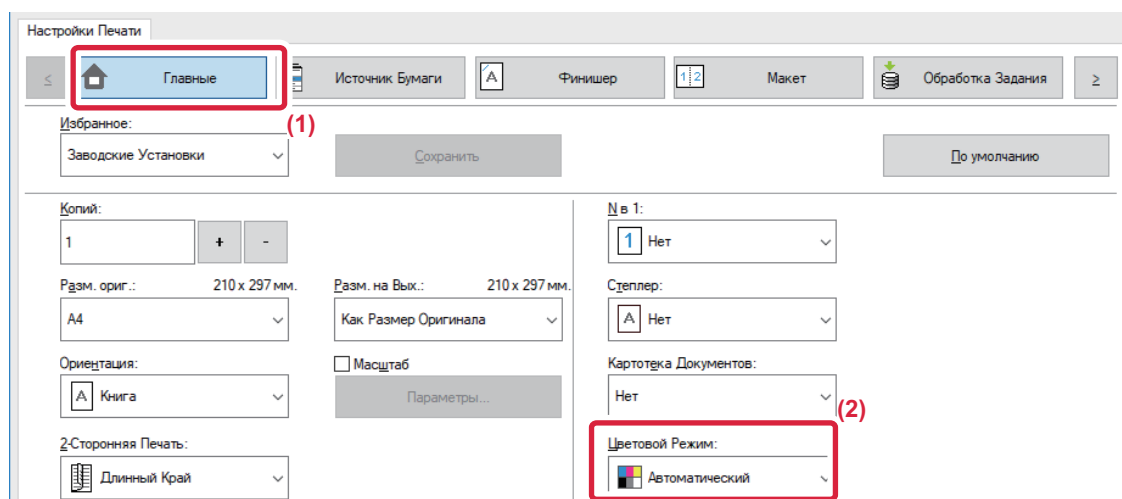 Настройки Печати
≤ Главные Источник Бумаги A Финишер 1 2 Макет Обработка Задания ≥
(1)
Избранное:
Заводские Установки Сохранить По умолчанию
Копий: N в 1:
1 + - 1 Нет
Разм. ориг.: 210 x 297 мм. Разм. на Вых.: 210 x 297 мм. Степлер:
A4 Как Размер Оригинала A Нет
Ориентация: Масштаб Картотека Документов:
A Книга Параметры... Нет
(2)
2-Сторонняя Печать: Цветовой Режим:
Длинный Край Автоматический